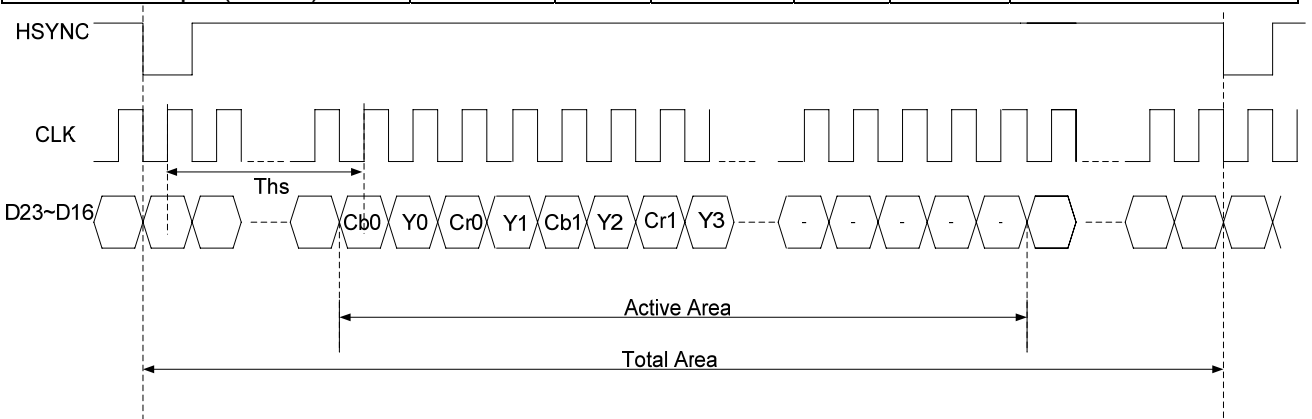 HSYNC
CLK
Ths
D23~D16
Cb0 Y0 Cr0 Y1 Cb1 Y2 Cr1 Y3 - - - - -
Active Area
Total Area